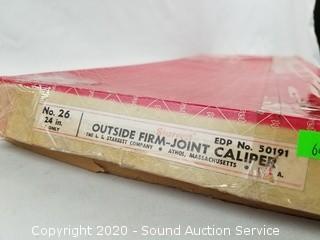 No. 26
24 in.
ONLY
Starrett
OUTSIDE FIRM-JOINT CALIPER
THE L. S. STARRETT COMPANY • ATHOL, MASSACHUSETTS
EDP No. 50191
A.
Copyright 2020 - Sound Auction Service